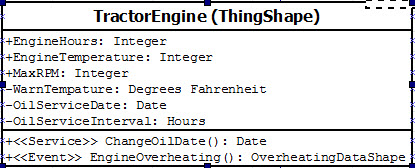 TractorEngine (ThingShape)
+EngineHours: Integer
+EngineTemperature: Integer
+MaxRPM: Integer
-WarnTempature: Degrees Fahrenheit
-OilServiceDate: Date
-OilServiceInterval: Hours
+<<Service>> ChangeOilDate(): Date
+<<Event>> EngineOverheating(): OverheatingDataShape